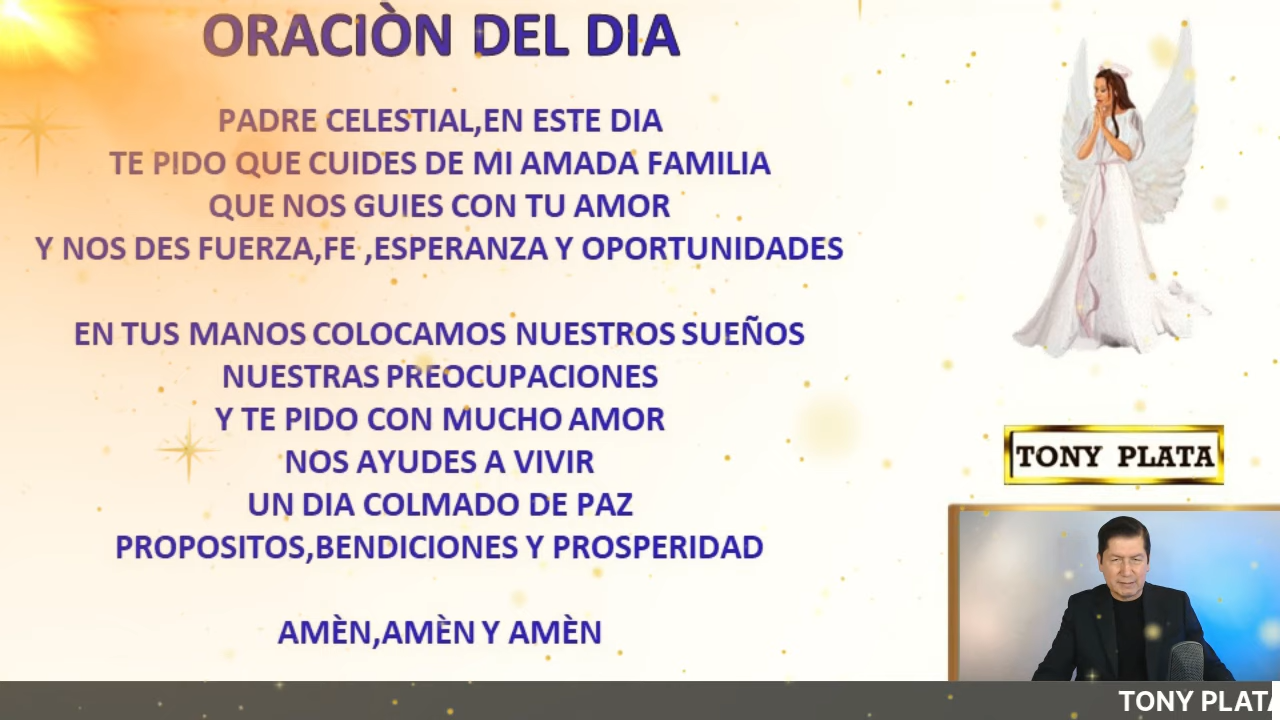 ORACIÒN DEL DIA
PADRE CELESTIAL,EN ESTE DIA
TE PIDO QUE CUIDES DE MI AMADA FAMILIA
QUE NOS GUIES CON TU AMOR
Y NOS DES FUERZA,FE ,ESPERANZA Y OPORTUNIDADES
EN TUS MANOS COLOCAMOS NUESTROS SUEÑOS
NUESTRAS PREOCUPACIONES
Y TE PIDO CON MUCHO AMOR
NOS AYUDES A VIVIR
UN DIA COLMADO DE PAZ
PROPOSITOS,BENDICIONES Y PROSPERIDAD
AMÈN,AMÈN Y AMÈN
TONY PLATA
TONY PLATA